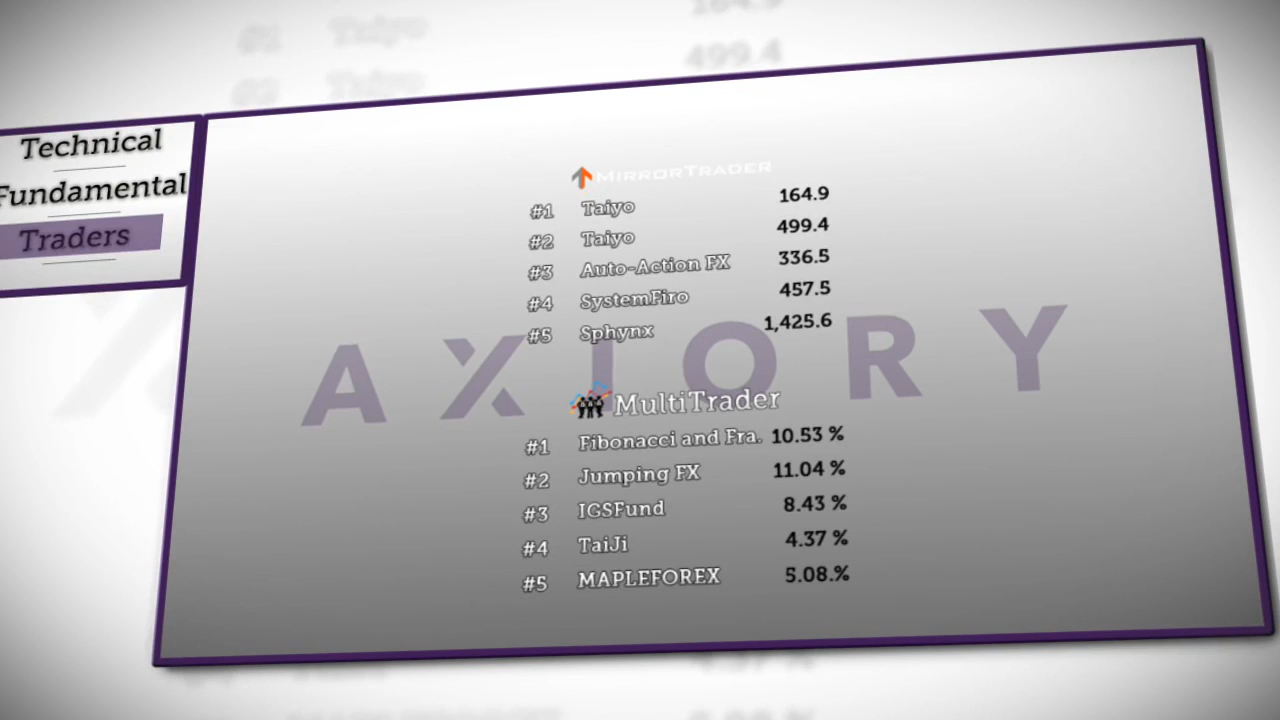 Technical
Fundamental
Traders
AXIORY
MIRRORTRADER
#1 Taiyo 164.9
#2 Taiyo 499.4
#3 Auto-Action FX 336.5
#4 SystemFiro 457.5
#5 Sphynx 1,425.6
MultiTrader
#1 Fibonacci and Fra. 10.53 %
#2 Jumping FX 11.04 %
#3 IGSFund 8.43 %
#4 TaiJi 4.37 %
#5 MAPLEFOREX 5.08.%